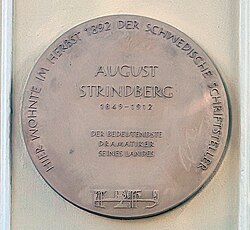 HIER WOHNTE IM HERBST 1892 DER SCHWEDISCHE SCHRIFTSTELLER
AUGUST
STRINDBERG
1849-1912
DER BEDEUTENDSTE
DRAMATIKER
SEINES LANDES